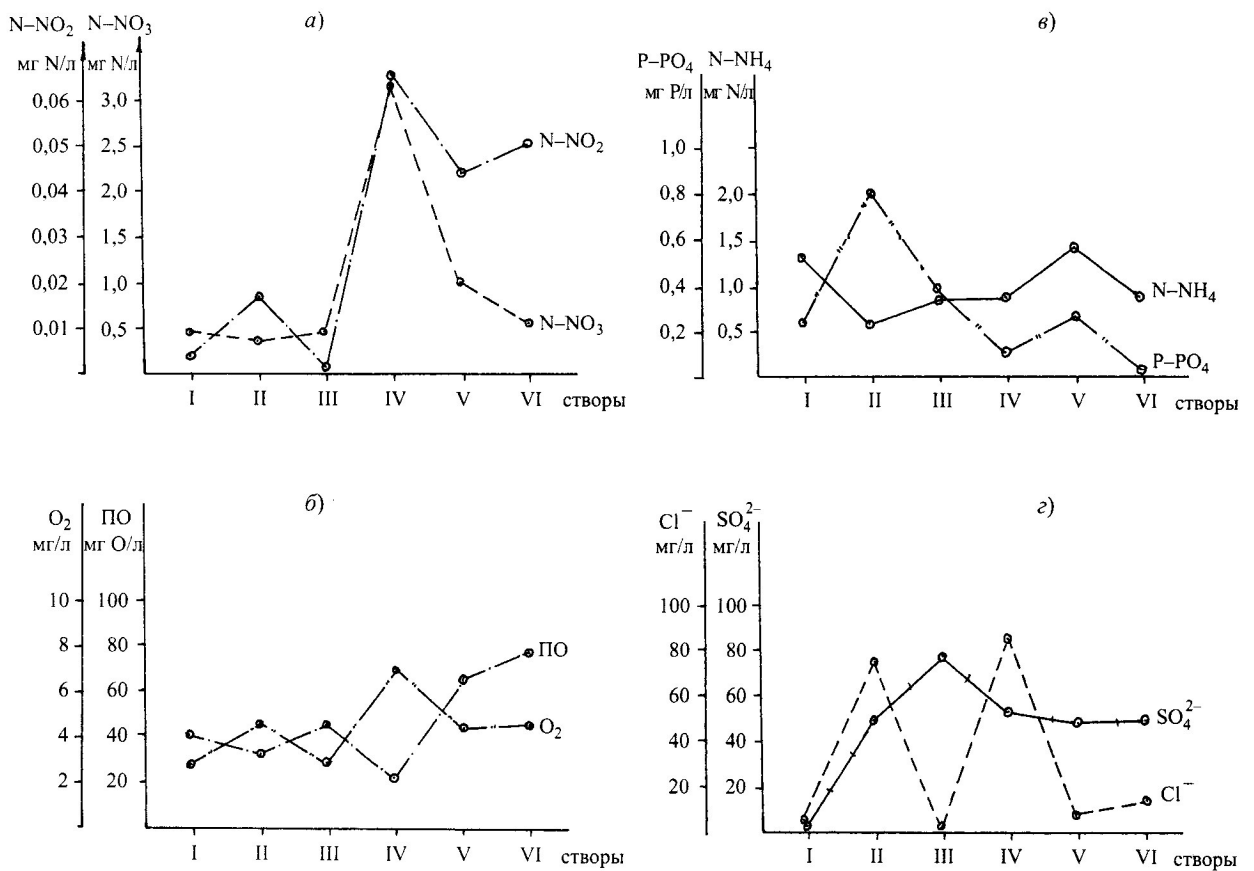 а)
N–NO₂ N–NO₃
мг N/л мг N/л
0,06 3,0
0,05 2,5
0,04 2,0
0,03 1,5
0,02 1,0
0,01 0,5
N–NO₂
N–NO₃
I II III IV V VI створы
в)
P–PO₄ N–NH₄
мг P/л мг N/л
1,0
0,8 2,0
0,6 1,5
0,4 1,0
0,2 0,5
N–NH₄
P–PO₄
I II III IV V VI створы
б)
O₂ ПО
мг/л мг O/л
10 100
8 80
6 60
4 40
2 20
ПО
O₂
I II III IV V VI створы
г)
Cl⁻ SO₄²⁻
мг/л мг/л
100 100
80 80
60 60
40 40
20 20
SO₄²⁻
Cl⁻
I II III IV V VI створы